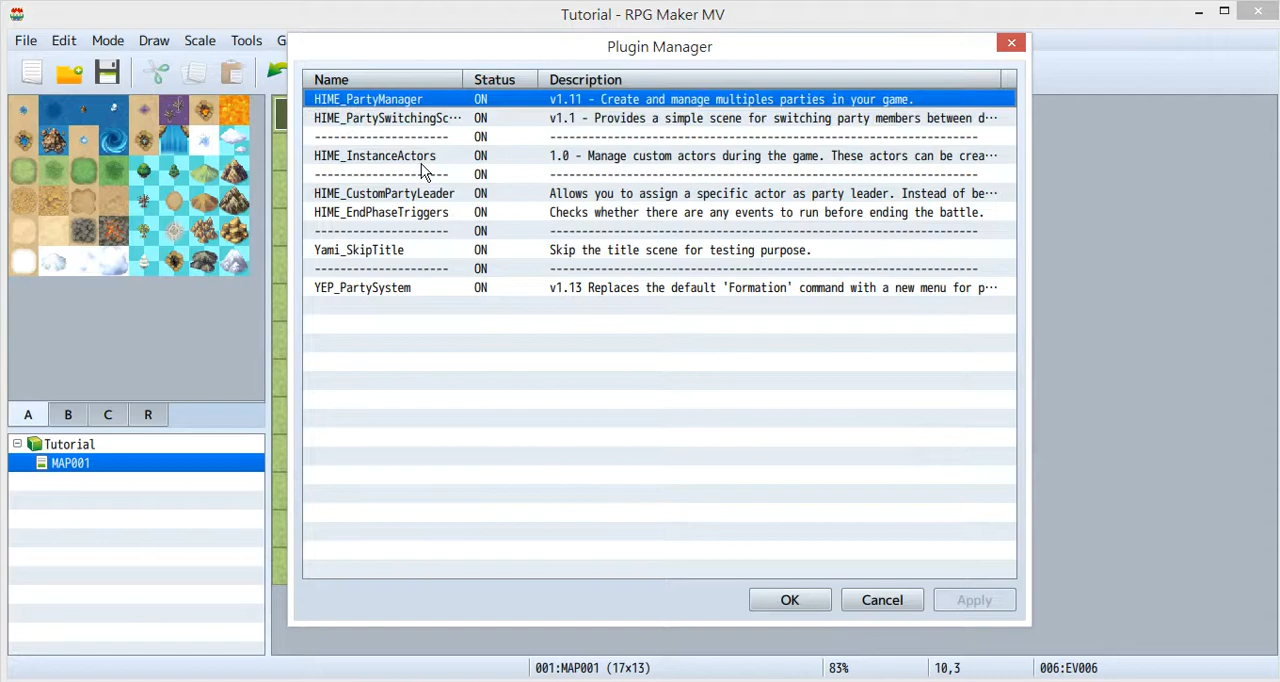 Tutorial - RPG Maker MV
File Edit Mode Draw Scale Tools G
Plugin Manager
Name Status Description
HIME_PartyManager ON v1.11 - Create and manage multiples parties in your game.
HIME_PartySwitchingSc… ON v1.1 - Provides a simple scene for switching party members between d…
-------------------- ON ----------------------------------------------------------------
HIME_InstanceActors ON 1.0 - Manage custom actors during the game. These actors can be crea…
-------------------- ON ----------------------------------------------------------------
HIME_CustomPartyLeader ON Allows you to assign a specific actor as party leader. Instead of be…
HIME_EndPhaseTriggers ON Checks whether there are any events to run before ending the battle.
-------------------- ON ----------------------------------------------------------------
Yami_SkipTitle ON Skip the title scene for testing purpose.
-------------------- ON ----------------------------------------------------------------
YEP_PartySystem ON v1.13 Replaces the default 'Formation' command with a new menu for p…
A B C R
Tutorial
MAP001
OK Cancel Apply
001:MAP001 (17×13) 83% 10,3 006:EV006